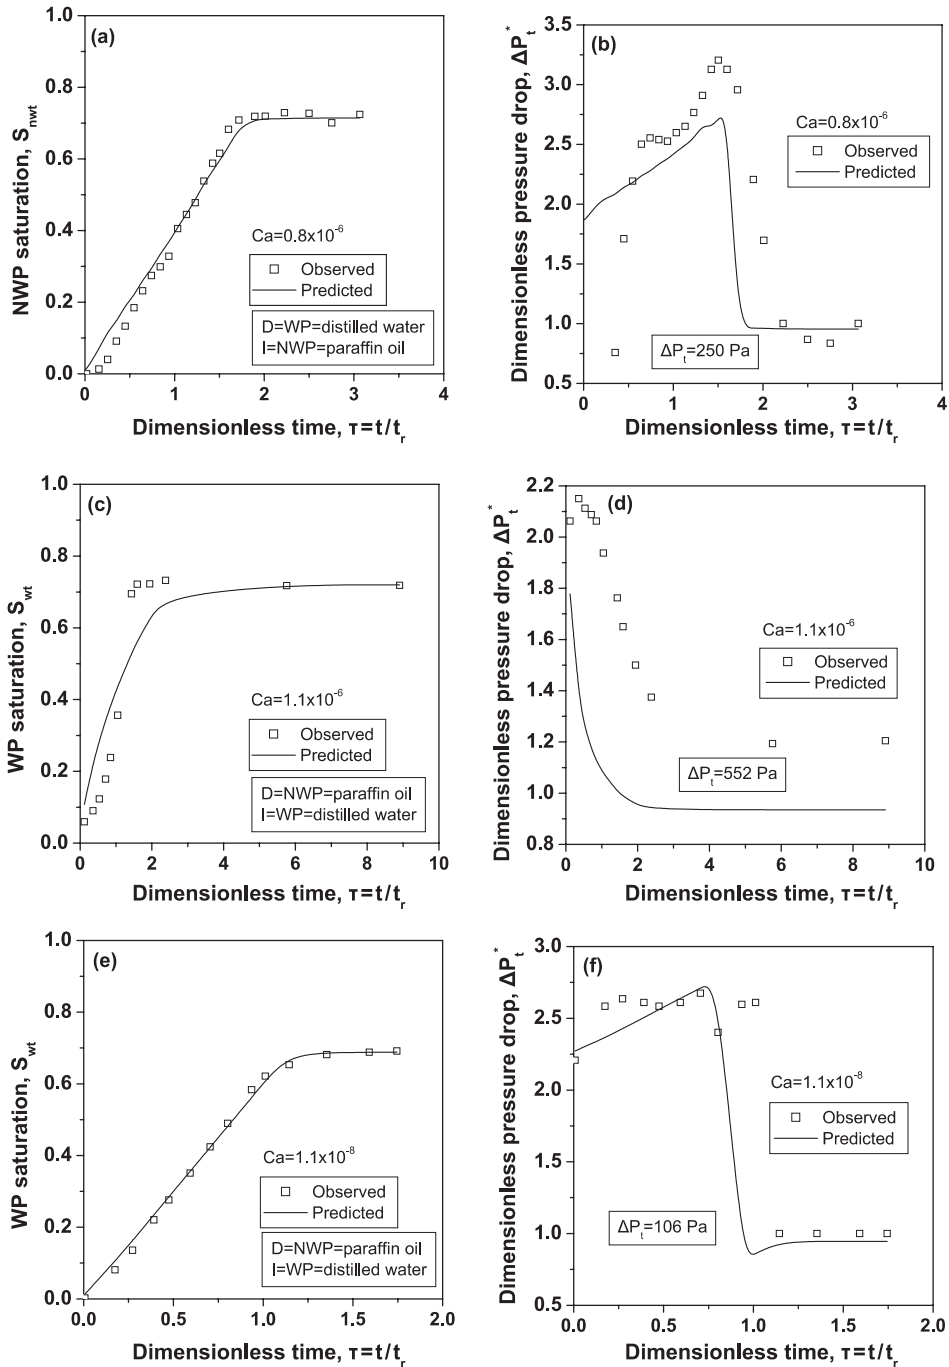 (a)
NWP saturation, S_nwt
1.0
0.8
0.6
0.4
0.2
0.0
0 1 2 3 4
Ca=0.8x10^-6
Observed
Predicted
D=WP=distilled water
I=NWP=paraffin oil
Dimensionless time, τ=t/t_r
(b)
Dimensionless pressure drop, ΔP_t^*
3.5
3.0
2.5
2.0
1.5
1.0
0.5
0 1 2 3 4
Ca=0.8x10^-6
Observed
Predicted
ΔP_t=250 Pa
Dimensionless time, τ=t/t_r
(c)
WP saturation, S_wt
1.0
0.8
0.6
0.4
0.2
0.0
0 2 4 6 8 10
Ca=1.1x10^-6
Observed
Predicted
D=NWP=paraffin oil
I=WP=distilled water
Dimensionless time, τ=t/t_r
(d)
Dimensionless pressure drop, ΔP_t^*
2.2
2.0
1.8
1.6
1.4
1.2
1.0
0.8
0 2 4 6 8 10
Ca=1.1x10^-6
Observed
Predicted
ΔP_t=552 Pa
Dimensionless time, τ=t/t_r
(e)
WP saturation, S_wt
1.0
0.8
0.6
0.4
0.2
0.0
0.0 0.5 1.0 1.5 2.0
Ca=1.1x10^-8
Observed
Predicted
D=NWP=paraffin oil
I=WP=distilled water
Dimensionless time, τ=t/t_r
(f)
Dimensionless pressure drop, ΔP_t^*
3.0
2.5
2.0
1.5
1.0
0.5
0.0 0.5 1.0 1.5 2.0
Ca=1.1x10^-8
Observed
Predicted
ΔP_t=106 Pa
Dimensionless time, τ=t/t_r